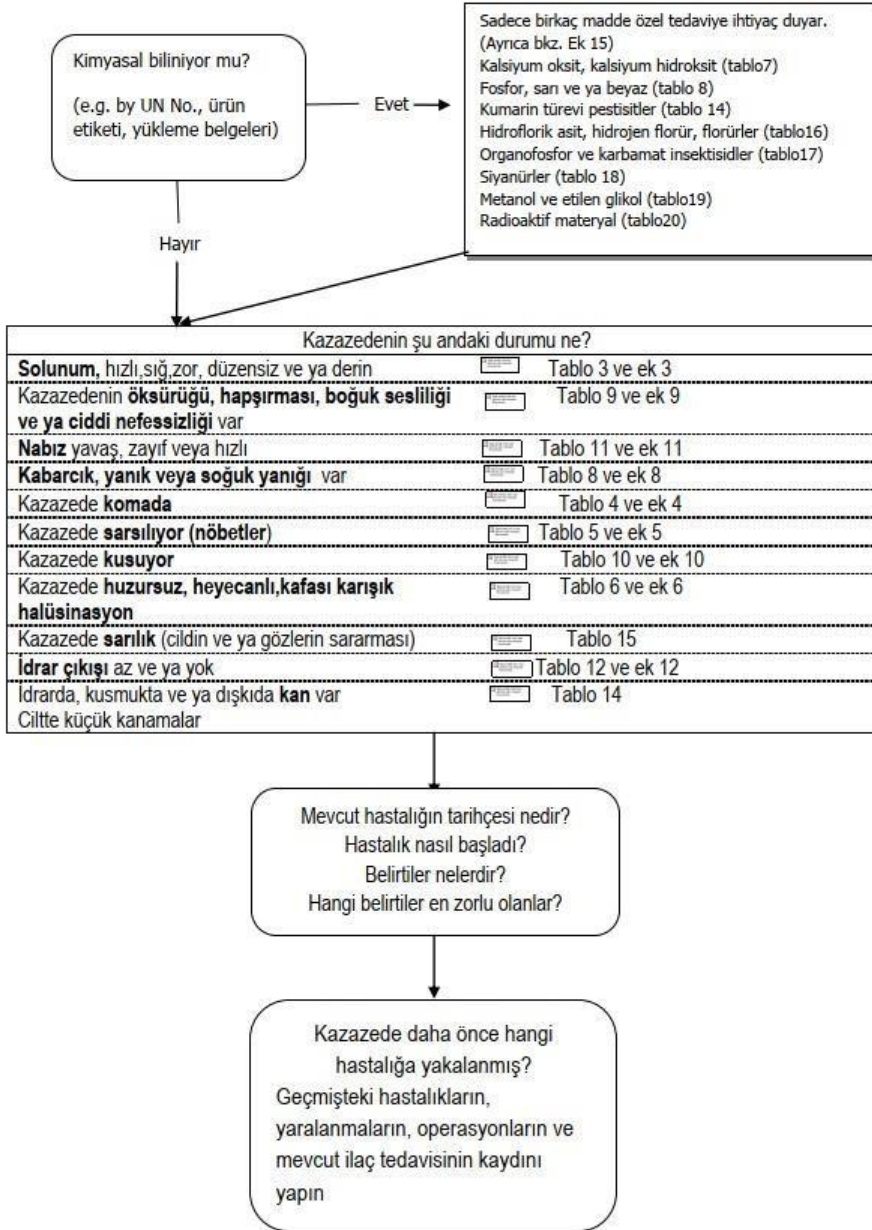 Kimyasal biliniyor mu?
(e.g. by UN No., ürün
etiketi, yükleme belgeleri)
Evet
Sadece birkaç madde özel tedaviye ihtiyaç duyar.
(Ayrıca bkz. Ek 15)
Kalsiyum oksit, kalsiyum hidroksit (tablo7)
Fosfor, sarı ve ya beyaz (tablo 8)
Kumarin türevi pestisitler (tablo 14)
Hidroflorik asit, hidrojen florür, florürler (tablo16)
Organofosfor ve karbamat insektisidler (tablo17)
Siyanürler (tablo 18)
Metanol ve etilen glikol (tablo19)
Radioaktif materyal (tablo20)
Hayır
Kazazedenin şu andaki durumu ne?
Solunum, hızlı,sığ,zor, düzensiz ve ya derin Tablo 3 ve ek 3
Kazazedenin öksürüğü, hapşırması, boğuk sesliliği Tablo 9 ve ek 9
ve ya ciddi nefessizliği var
Nabız yavaş, zayıf veya hızlı Tablo 11 ve ek 11
Kabarcık, yanık veya soğuk yanığı var Tablo 8 ve ek 8
Kazazede komada Tablo 4 ve ek 4
Kazazede sarsılıyor (nöbetler) Tablo 5 ve ek 5
Kazazede kusuyor Tablo 10 ve ek 10
Kazazede huzursuz, heyecanlı,kafası karışık Tablo 6 ve ek 6
halüsinasyon
Kazazede sarılık (cildin ve ya gözlerin sararması) Tablo 15
İdrar çıkışı az ve ya yok Tablo 12 ve ek 12
İdrarda, kusmukta ve ya dışkıda kan var Tablo 14
Ciltte küçük kanamalar
Mevcut hastalığın tarihçesi nedir?
Hastalık nasıl başladı?
Belirtiler nelerdir?
Hangi belirtiler en zorlu olanlar?
Kazazede daha önce hangi
hastalığa yakalanmış?
Geçmişteki hastalıkların,
yaralanmaların, operasyonların ve
mevcut ilaç tedavisinin kaydını
yapın